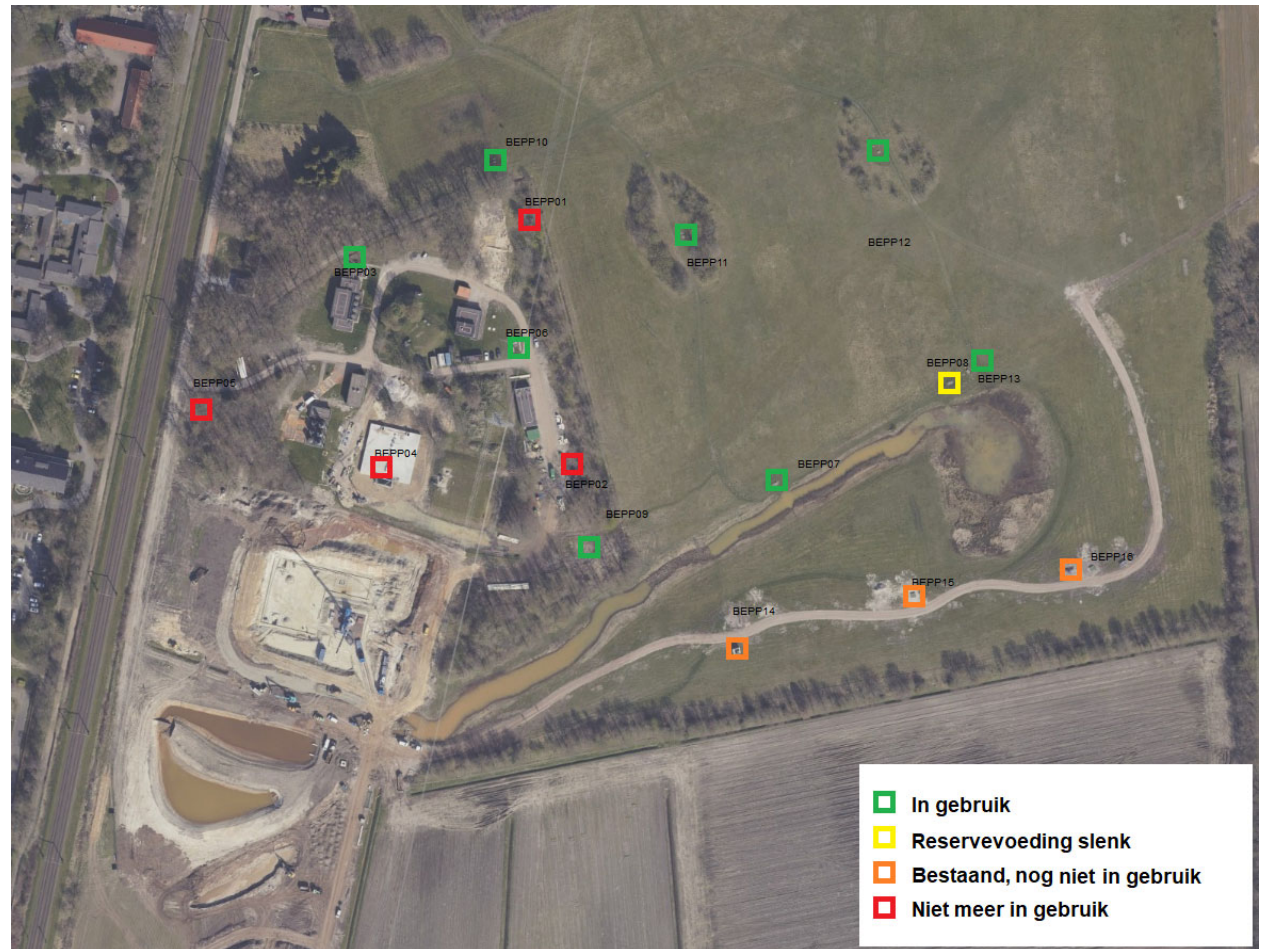 BEPP10
BEPP01
BEPP12
BEPP11
BEPP03
BEPP06
BEPP08
BEPP13
BEPP05
BEPP04
BEPP07
BEPP02
BEPP09
BEPP16
BEPP15
BEPP14
In gebruik
Reservevoeding slenk
Bestaand, nog niet in gebruik
Niet meer in gebruik